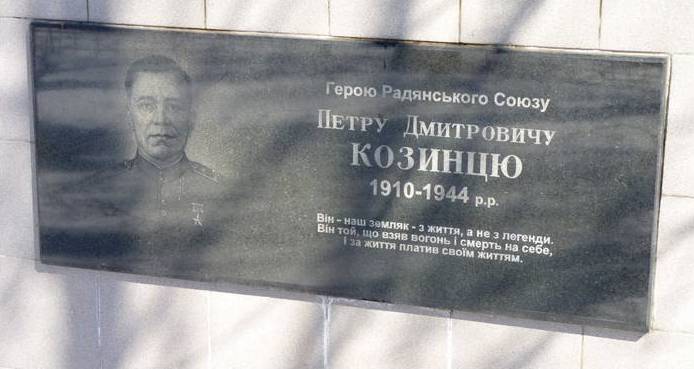 Герою Радянського Союзу
Петру Дмитровичу
КОЗИНЦЮ
1910-1944 р.р.
Він - наш земляк - з життя, а не з легенди.
Він той, що взяв вогонь і смерть на себе,
І за життя платив своїм життям.